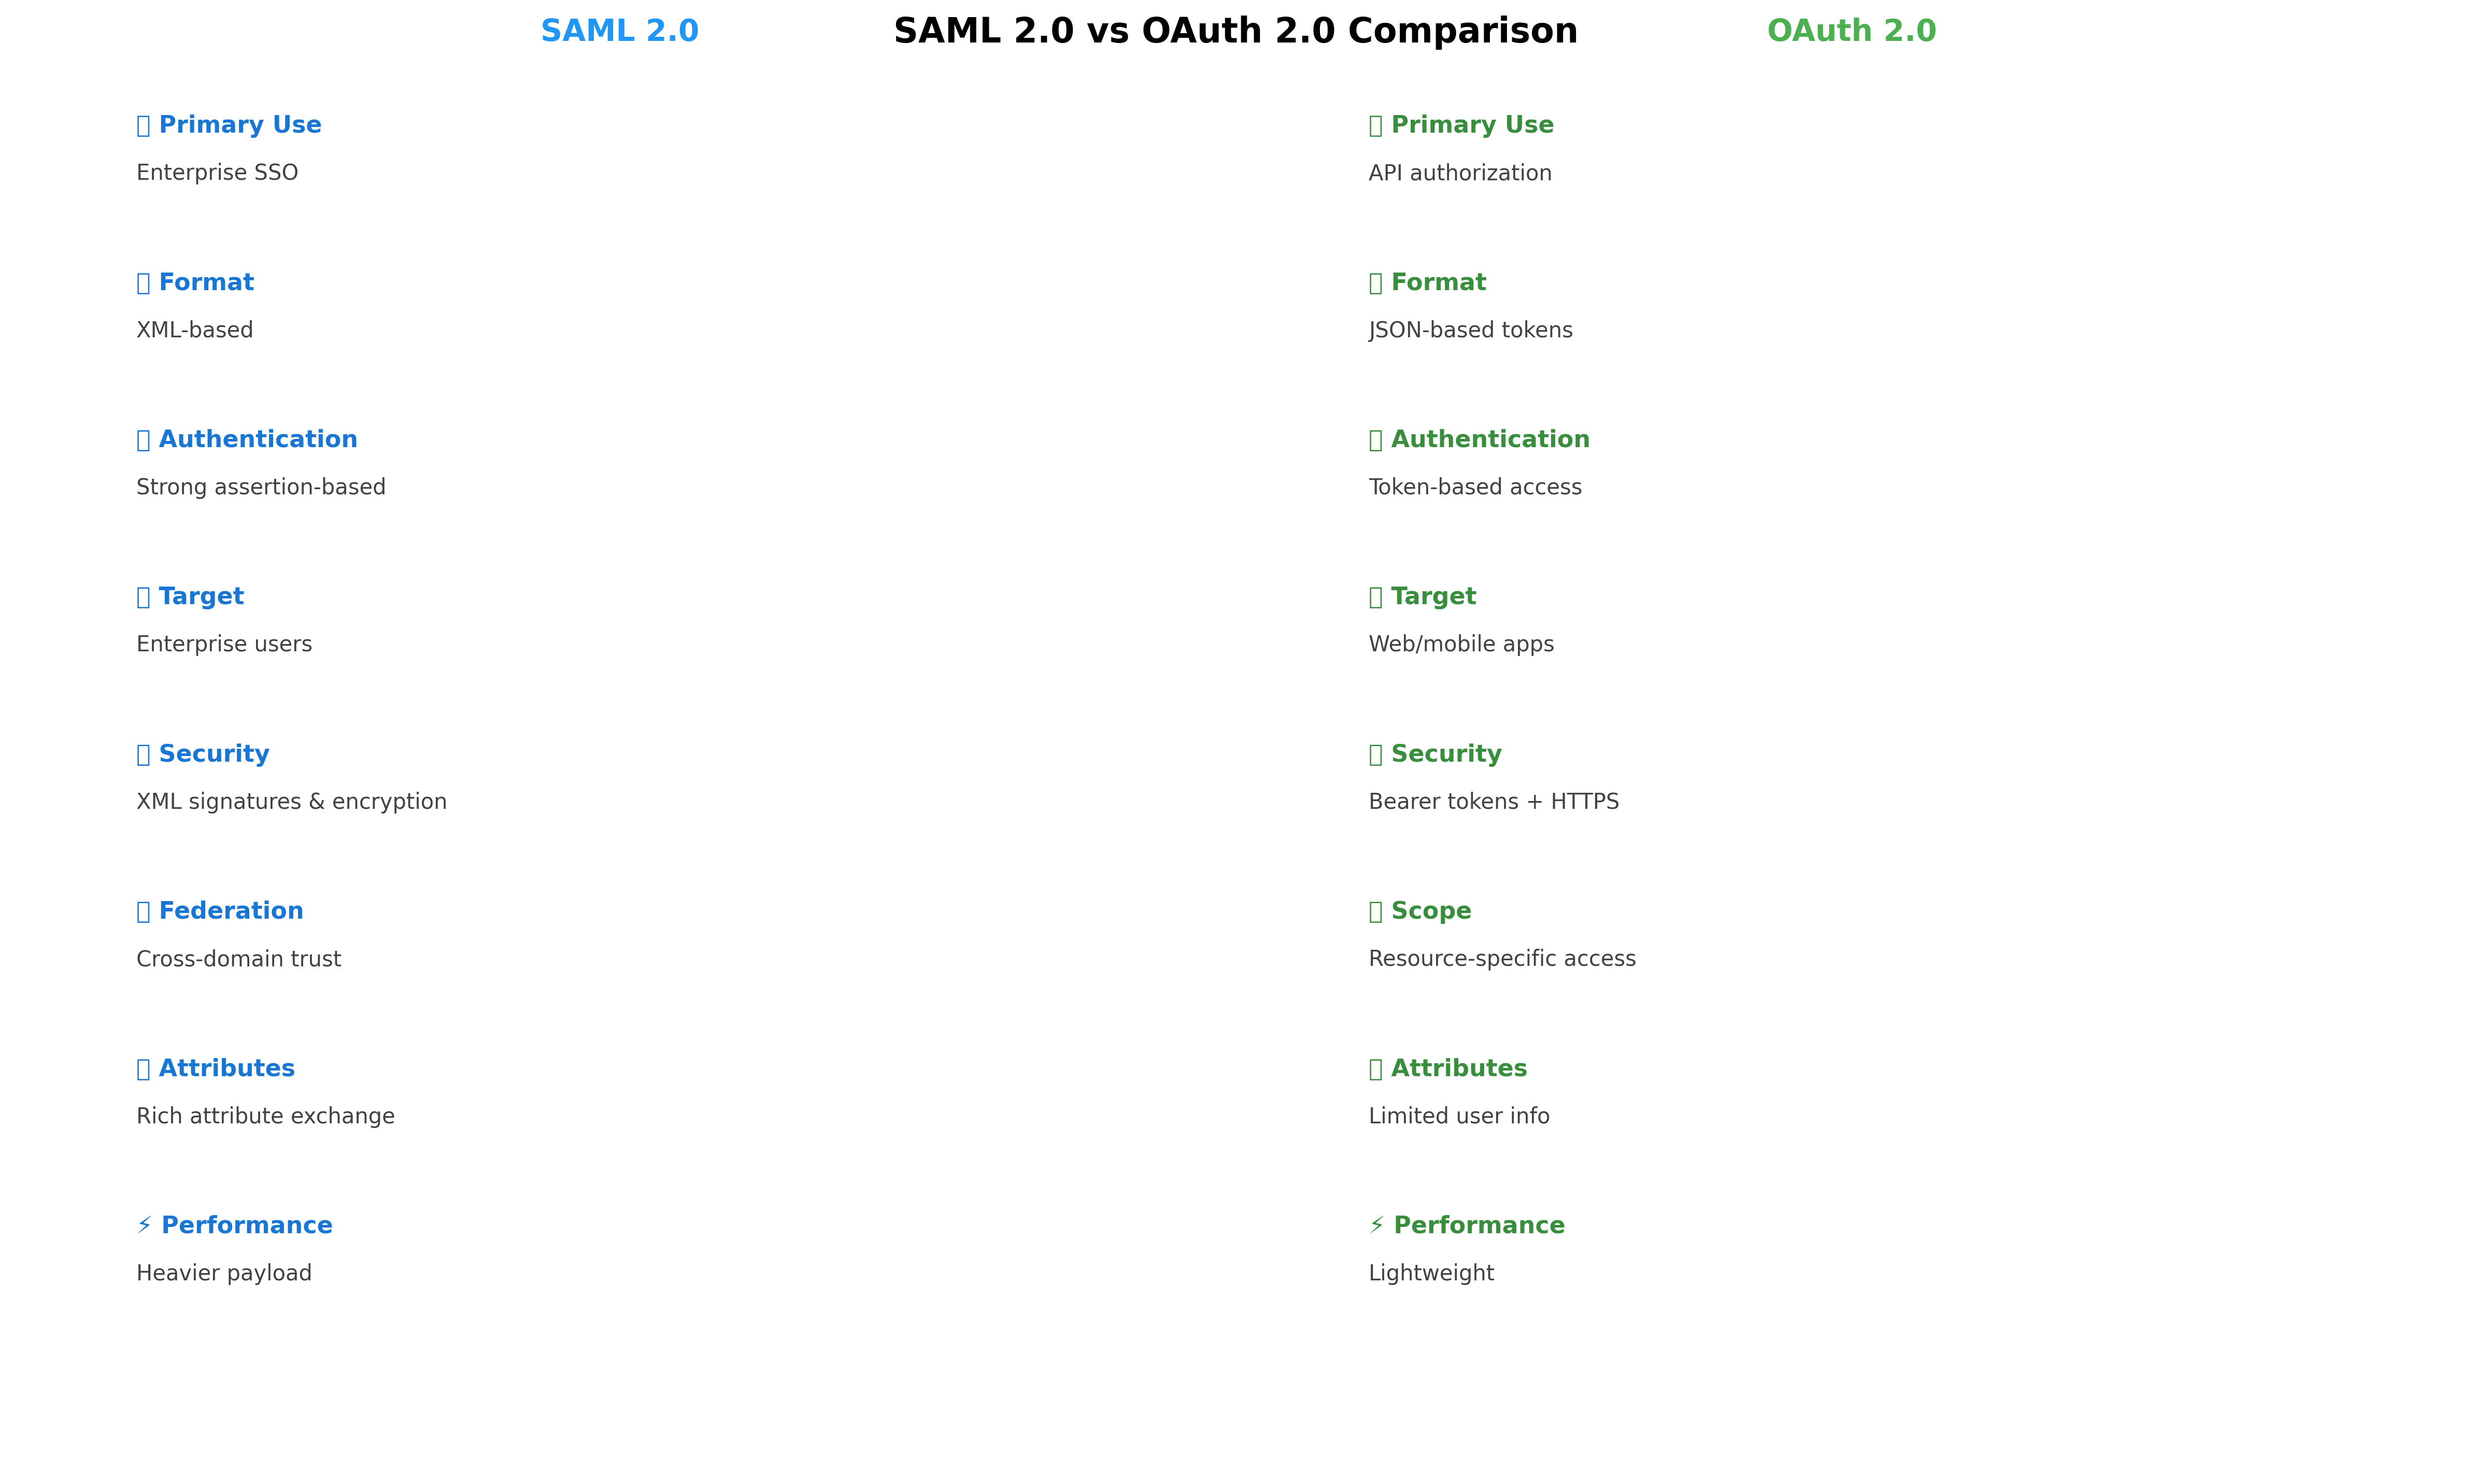 SAML 2.0 vs OAuth 2.0 Comparison
SAML 2.0
Primary Use
Enterprise SSO
Format
XML-based
Authentication
Strong assertion-based
Target
Enterprise users
Security
XML signatures & encryption
Federation
Cross-domain trust
Attributes
Rich attribute exchange
⚡ Performance
Heavier payload
OAuth 2.0
Primary Use
API authorization
Format
JSON-based tokens
Authentication
Token-based access
Target
Web/mobile apps
Security
Bearer tokens + HTTPS
Scope
Resource-specific access
Attributes
Limited user info
⚡ Performance
Lightweight